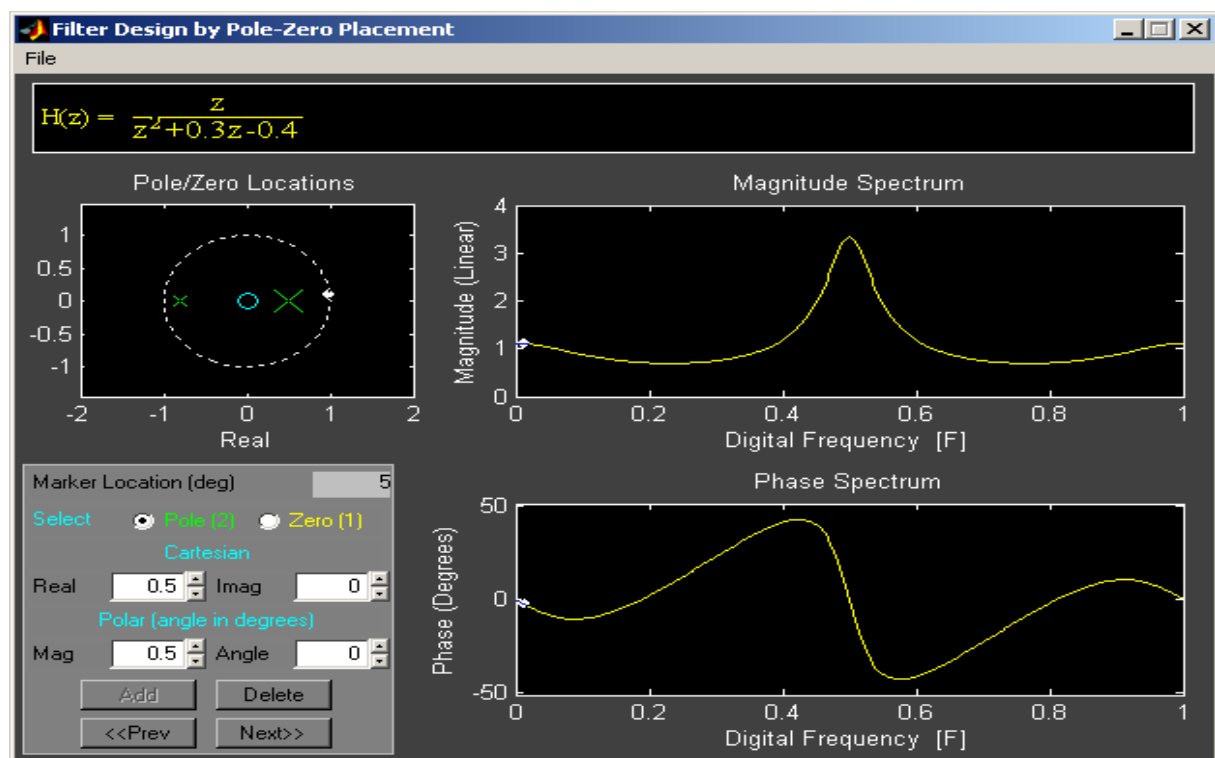 Filter Design by Pole-Zero Placement
File
H(z) = z
z²+0.3z-0.4
Pole/Zero Locations
1
0.5
0
-0.5
-1
-2 -1 0 1 2
Real
Magnitude Spectrum
Magnitude (Linear)
4
3
2
1
0
0 0.2 0.4 0.6 0.8 1
Digital Frequency [F]
Marker Location (deg) 5
Select Pole (2) Zero (1)
Cartesian
Real 0.5 Imag 0
Polar (angle in degrees)
Mag 0.5 Angle 0
Add Delete
<<Prev Next>>
Phase Spectrum
Phase (Degrees)
50
0
-50
0 0.2 0.4 0.6 0.8 1
Digital Frequency [F]